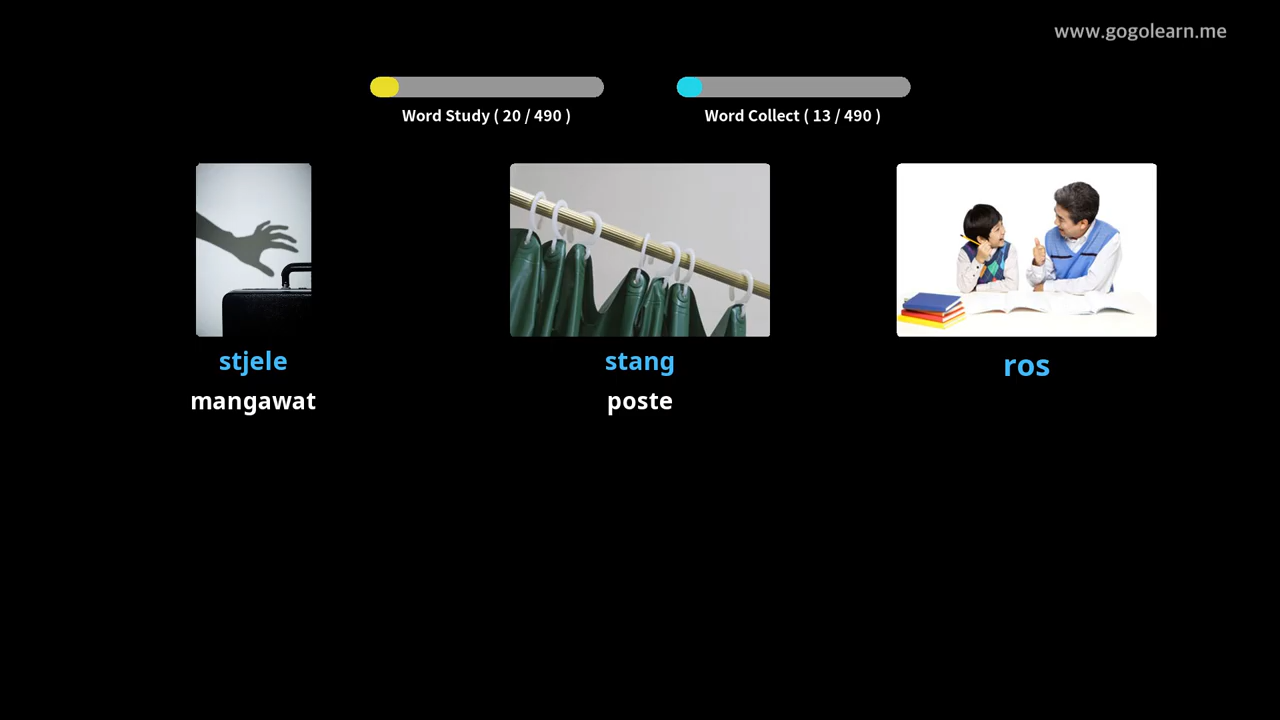 www.gogolearn.me
Word Study ( 20 / 490 )
Word Collect ( 13 / 490 )
stjele
mangawat
stang
poste
ros